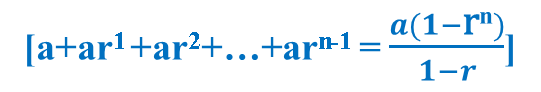 [a+ar¹+ar²+...+arⁿ⁻¹ = a(1−rⁿ)/1−r]